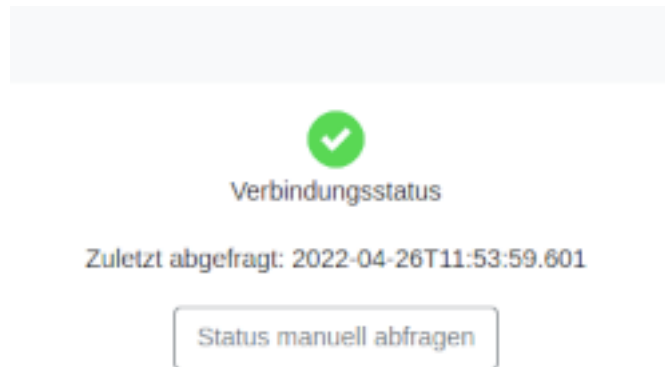 Verbindungsstatus
Zuletzt abgefragt: 2022-04-26T11:53:59.601
Status manuell abfragen